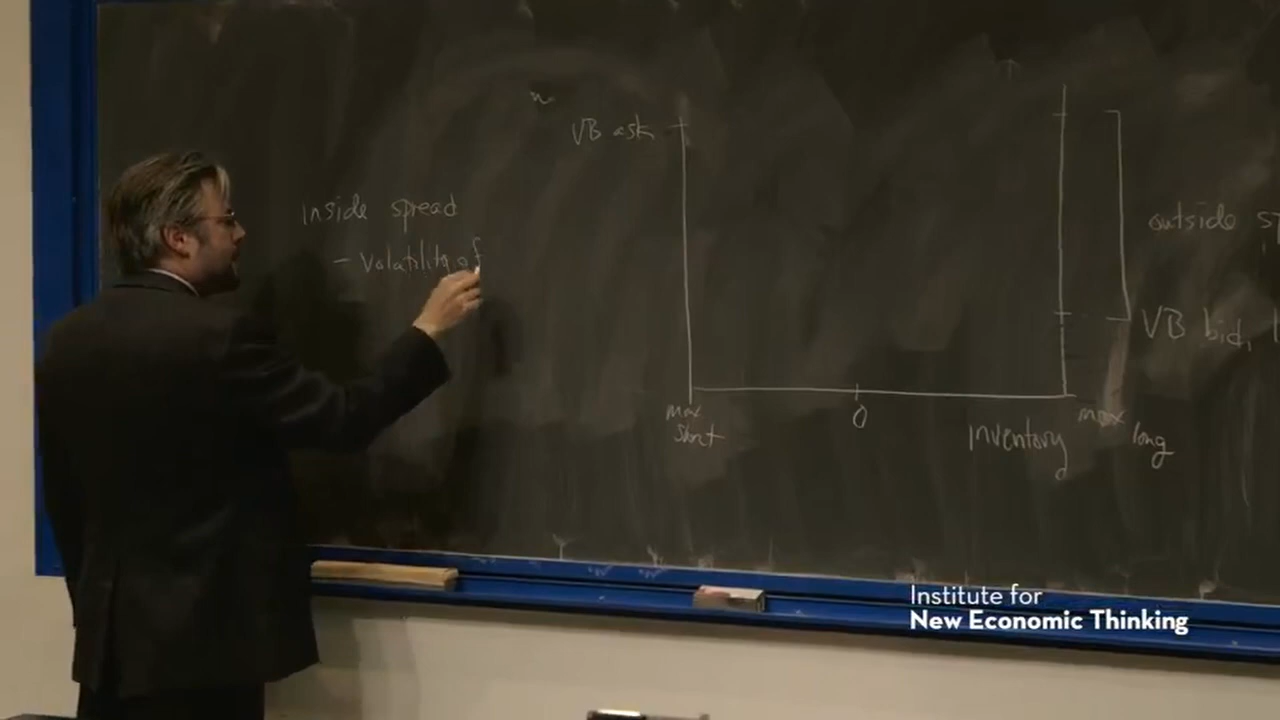 VB ask
inside spread
- Volatility of
outside
VB bid,
max
short
0
inventory
max
long
Institute for
New Economic Thinking